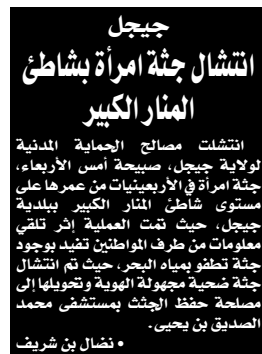 جيجل
انتشال جثة امرأة بشاطئ
المنار الكبير
انتشلت مصالح الحماية المدنية
لولاية جيجل، صبيحة أمس الأربعاء،
جثة امرأة في الأربعينيات من عمرها على
مستوى شاطئ المنار الكبير ببلدية
جيجل، حيث تمت العملية إثر تلقي
معلومات من طرف المواطنين تفيد بوجود
جثة تطفو بمياه البحر، حيث تم انتشال
جثة ضحية مجهولة الهوية وتحويلها إلى
مصلحة حفظ الجثث بمستشفى محمد
الصديق بن يحيى.
• نضال بن شريف